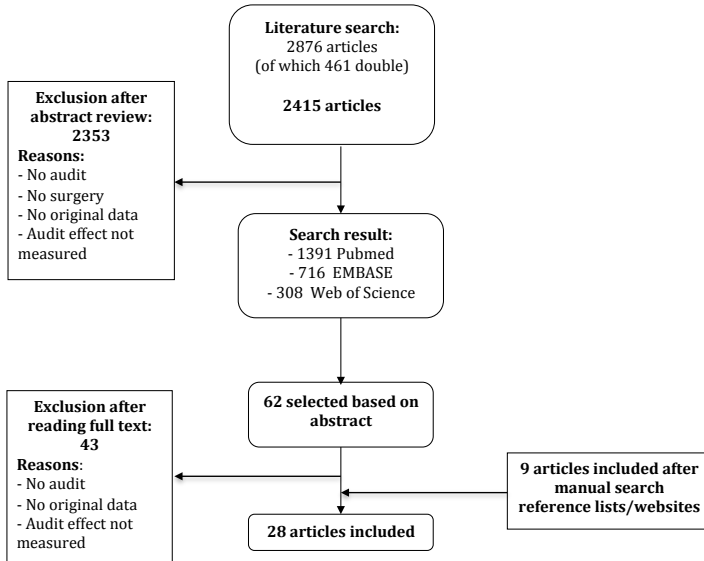 Literature search:
2876 articles
(of which 461 double)
2415 articles
Exclusion after
abstract review:
2353
Reasons:
- No audit
- No surgery
- No original data
- Audit effect not
measured
Search result:
- 1391 Pubmed
- 716 EMBASE
- 308 Web of Science
62 selected based on
abstract
Exclusion after
reading full text:
43
Reasons:
- No audit
- No original data
- Audit effect not
measured
9 articles included after
manual search
reference lists/websites
28 articles included